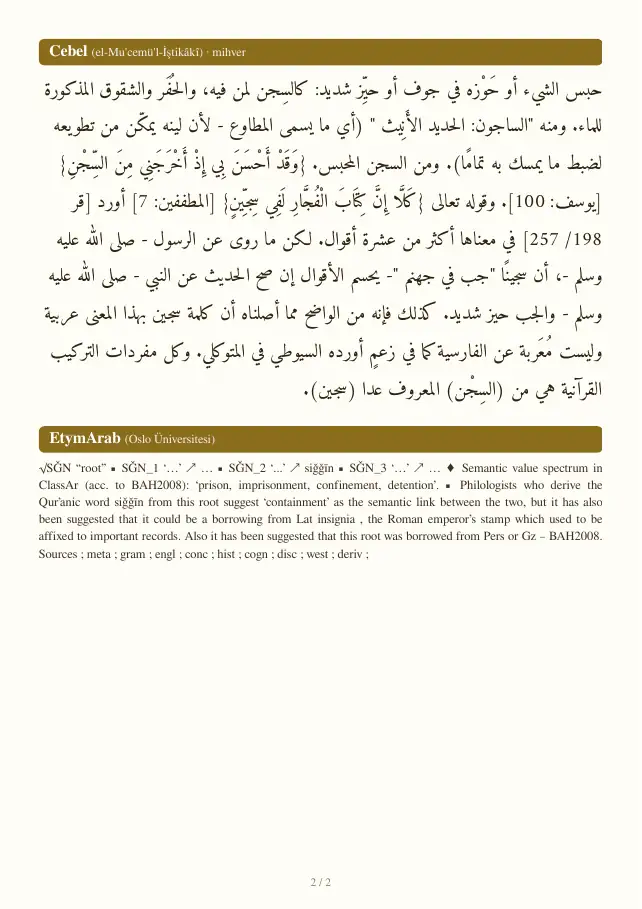 Cebel (el-Mu'cemü'l-İştikâkî) · mihver
حبس الشيء أو حَوْزه في جوف أو حيِّز شديد: كالسِجن لمن فيه، والحُفَر والشقوق المذكورة
للماء. ومنه "الساجون: الحديد الأَنِيث " (أي ما يسمى المطاوع - لأن لينه يمكّن من تطويعه
لضبط ما يمسك به تمامًا). ومن السجن المحبس. {وَقَدْ أَحْسَنَ بِي إِذْ أَخْرَجَنِي مِنَ السِّجْنِ}
[يوسف: 100]. وقوله تعالى {كَلَّا إِنَّ كِتَابَ الْفُجَّارِ لَفِي سِجِّينٍ} [المطففين: 7] أورد [قر
198/ 257] في معناها أكثر من عشرة أقوال. لكن ما روى عن الرسول - صلى الله عليه
وسلم -، أن سجينًا "جب في جهنم "- يحسم الأقوال إن صح الحديث عن النبي - صلى الله عليه
وسلم - والجب حيز شديد. كذلك فإنه من الواضح مما أصلناه أن كلمة سجين بهذا المعنى عربية
وليست مُعَربة عن الفارسية كما في زعمٍ أورده السيوطي في المتوكلي. وكل مفردات التركيب
القرآنية هي من (السِجْن) المعروف عدا (سجين).
EtymArab (Oslo Üniversitesi)
√SǦN “root” ▪ SǦN_1 ‘…’ ↗ … ▪ SǦN_2 ‘...’ ↗ siǧǧīn ▪ SǦN_3 ‘…’ ↗ … ♦ Semantic value spectrum in
ClassAr (acc. to BAH2008): ‘prison, imprisonment, confinement, detention’. ▪ Philologists who derive the
Qurʾanic word siǧǧīn from this root suggest ‘containment’ as the semantic link between the two, but it has also
been suggested that it could be a borrowing from Lat insignia , the Roman emperor’s stamp which used to be
affixed to important records. Also it has been suggested that this root was borrowed from Pers or Gz – BAH2008.
Sources ; meta ; gram ; engl ; conc ; hist ; cogn ; disc ; west ; deriv ;
2 / 2